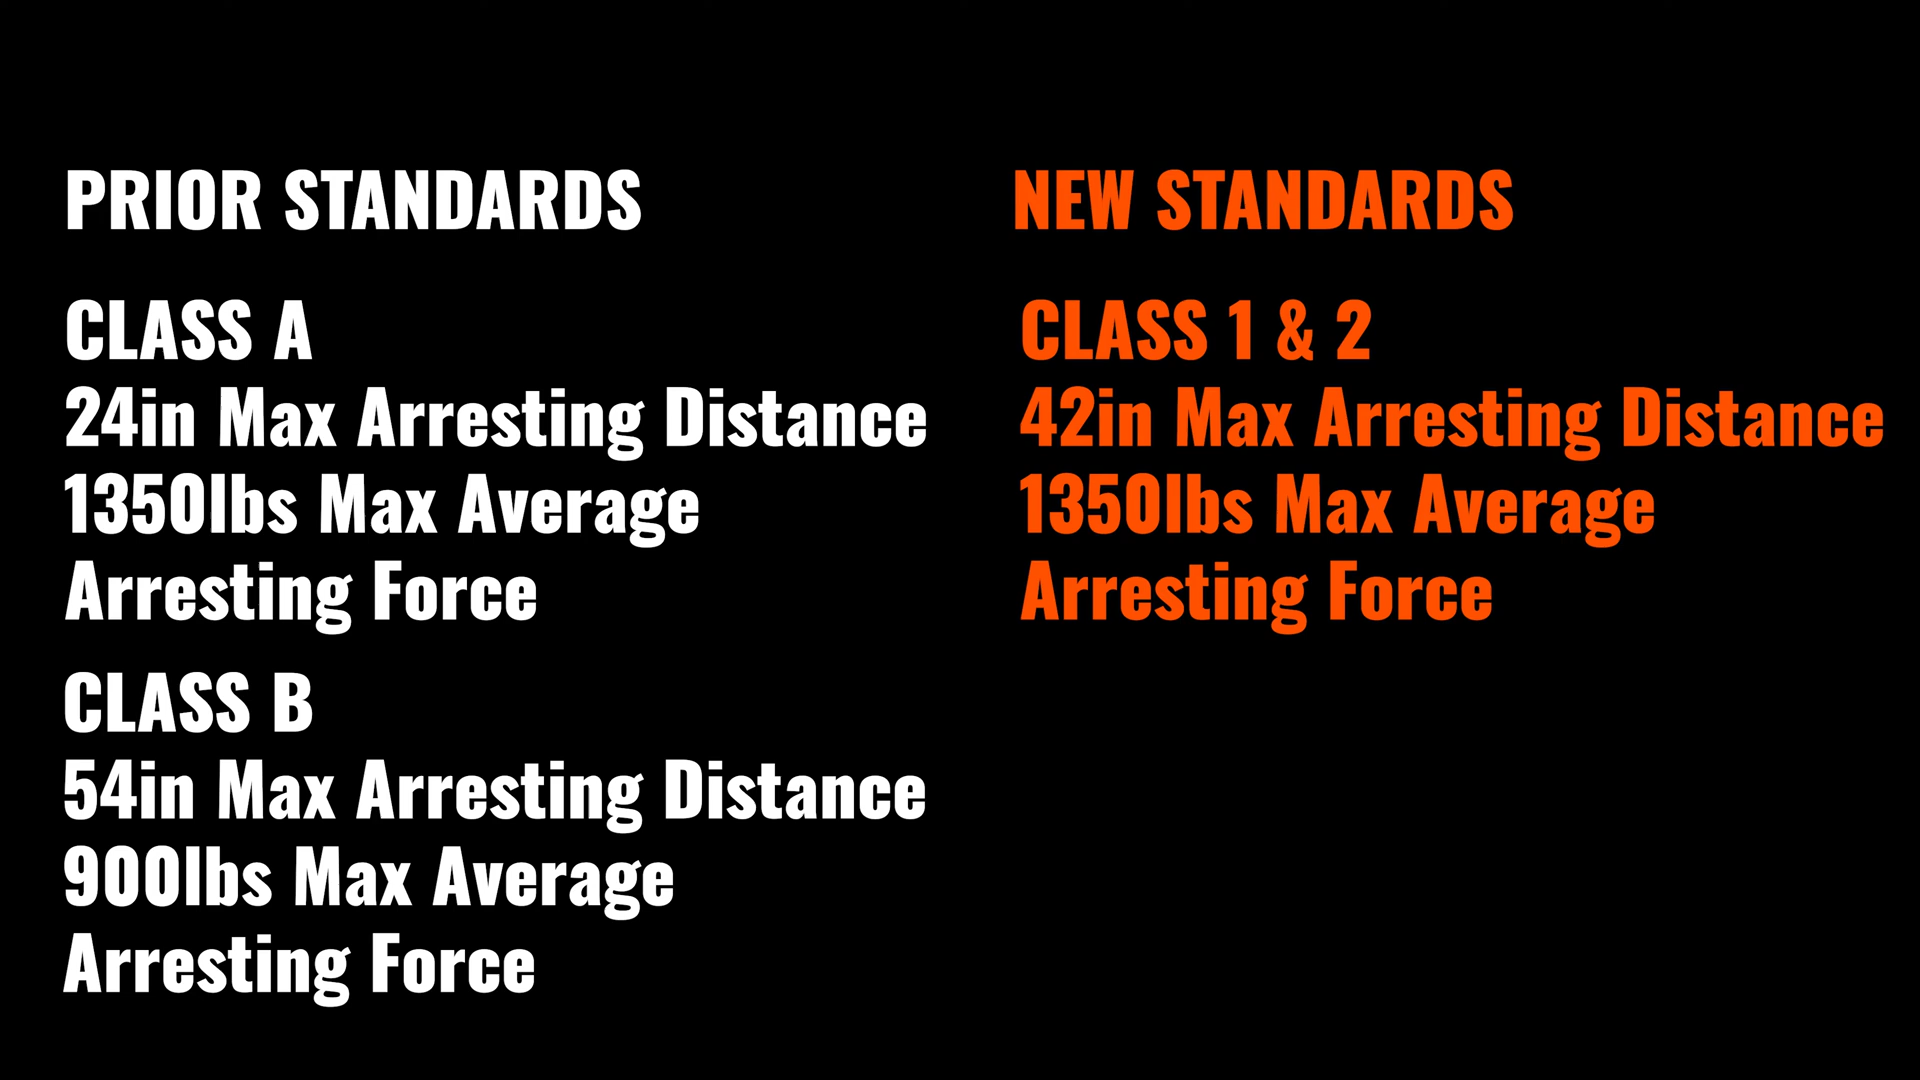 PRIOR STANDARDS
CLASS A
24in Max Arresting Distance
1350lbs Max Average
Arresting Force
CLASS B
54in Max Arresting Distance
900lbs Max Average
Arresting Force
NEW STANDARDS
CLASS 1 & 2
42in Max Arresting Distance
1350lbs Max Average
Arresting Force